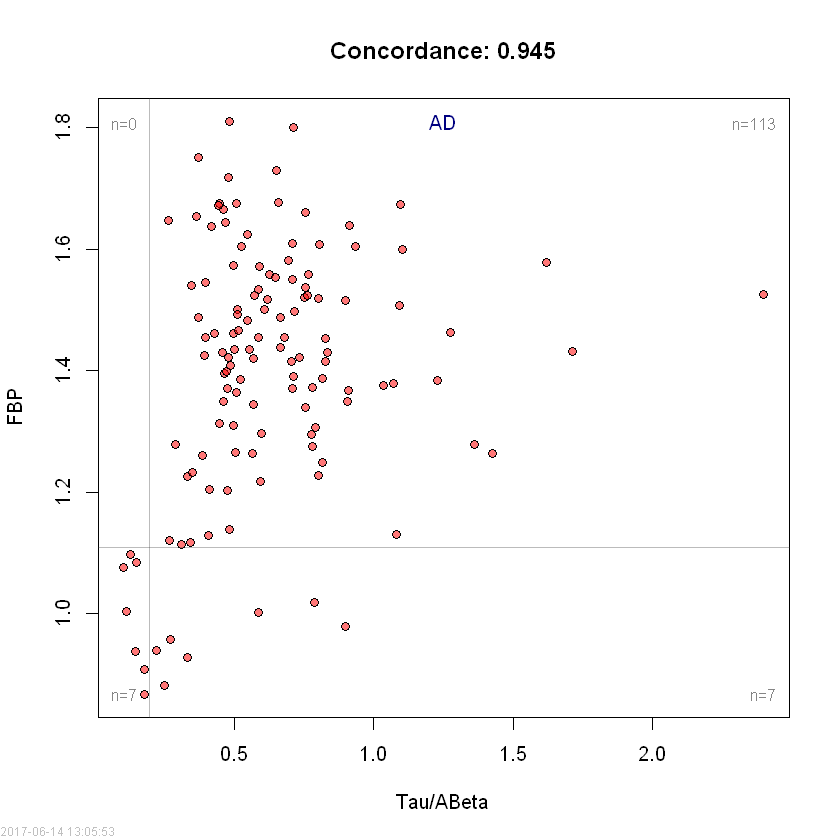 Concordance: 0.945
n=0
AD
n=113
1.8
1.6
1.4
1.2
1.0
FBP
n=7
n=7
0.5
1.0
1.5
2.0
Tau/ABeta
2017-06-14 13:05:53